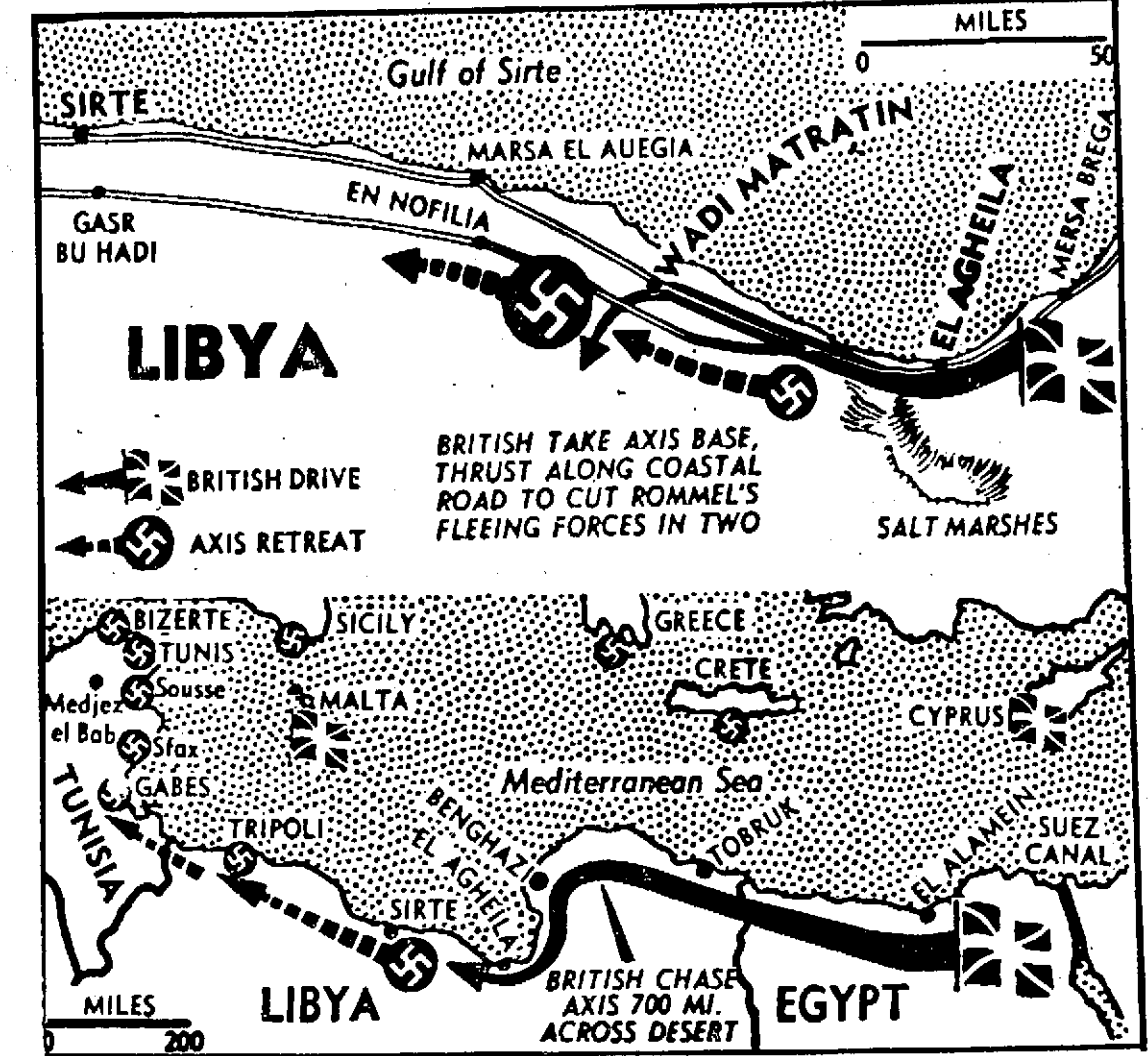 MILES
0 50
Gulf of Sirte
SIRTE
MARSA EL AUEGIA
WADI MATRATIN
EL AGHEILA
MERSA BREGA
EN NOFILIA
GASR
BU HADI
LIBYA
BRITISH DRIVE
AXIS RETREAT
BRITISH TAKE AXIS BASE,
THRUST ALONG COASTAL
ROAD TO CUT ROMMEL'S
FLEEING FORCES IN TWO
SALT MARSHES
BIZERTE
TUNIS
Sousse
Medjez
el Bab
Sfax
GABES
TUNISIA
SICILY
MALTA
GREECE
CRETE
CYPRUS
Mediterranean Sea
TRIPOLI
SIRTE
BENGHAZI
EL AGHEILA
TOBRUK
EL ALAMEIN
SUEZ
CANAL
LIBYA
BRITISH CHASE
AXIS 700 MI.
ACROSS DESERT
EGYPT
MILES
0 200